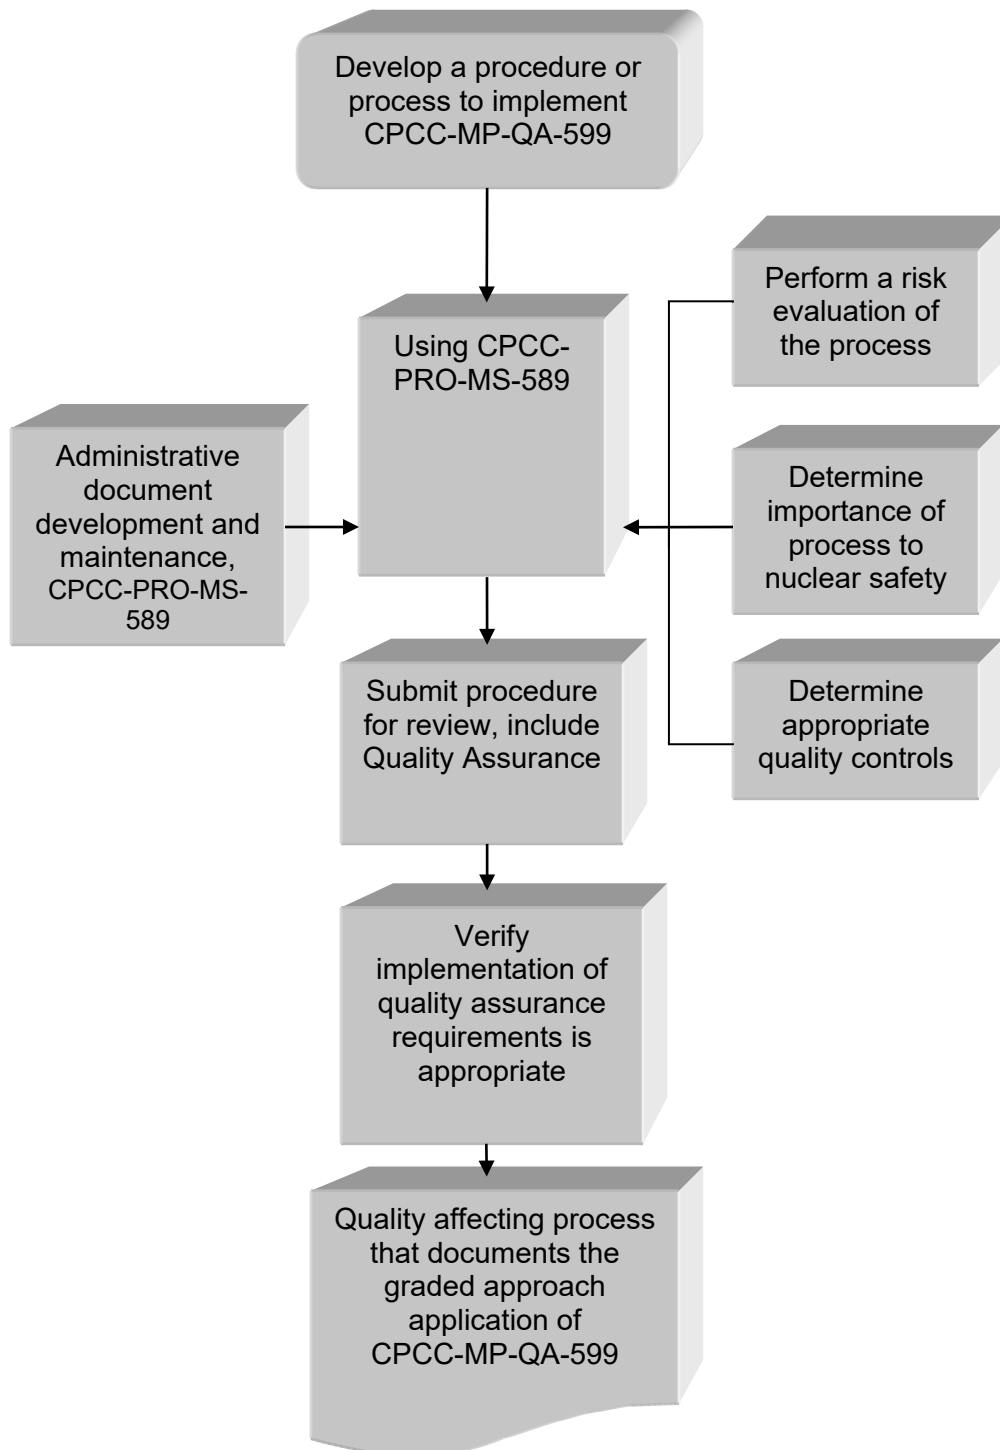 Develop a procedure or
process to implement
CPCC-MP-QA-599
Using CPCC-
PRO-MS-589
Perform a risk
evaluation of
the process
Administrative
document
development and
maintenance,
CPCC-PRO-MS-
589
Determine
importance of
process to
nuclear safety
Submit procedure
for review, include
Quality Assurance
Determine
appropriate
quality controls
Verify
implementation of
quality assurance
requirements is
appropriate
Quality affecting process
that documents the
graded approach
application of
CPCC-MP-QA-599